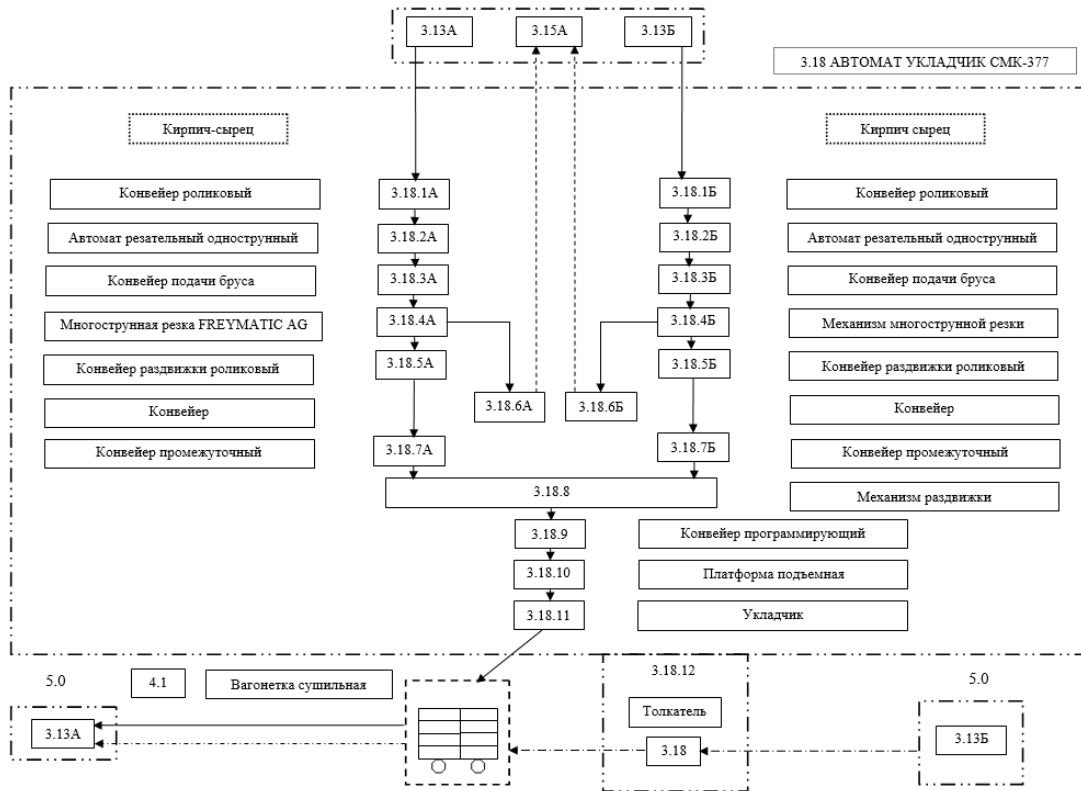 3.13А
3.15А
3.13Б
3.18 АВТОМАТ УКЛАДЧИК СМК-377
Кирпич-сырец
Кирпич сырец
Конвейер роликовый
3.18.1А
3.18.1Б
Конвейер роликовый
Автомат резательный однострунный
3.18.2А
3.18.2Б
Автомат резательный однострунный
Конвейер подачи бруса
3.18.3А
3.18.3Б
Конвейер подачи бруса
Многострунная резка FREYMATIC AG
3.18.4А
3.18.4Б
Механизм многострунной резки
Конвейер раздвижки роликовый
3.18.5А
3.18.5Б
Конвейер раздвижки роликовый
Конвейер
3.18.6А
3.18.6Б
Конвейер
Конвейер промежуточный
3.18.7А
3.18.7Б
Конвейер промежуточный
3.18.8
Механизм раздвижки
3.18.9
Конвейер программирующий
3.18.10
Платформа подъемная
3.18.11
Укладчик
5.0
4.1
Вагонетка сушильная
3.18.12
5.0
Толкатель
3.13А
3.18
3.13Б